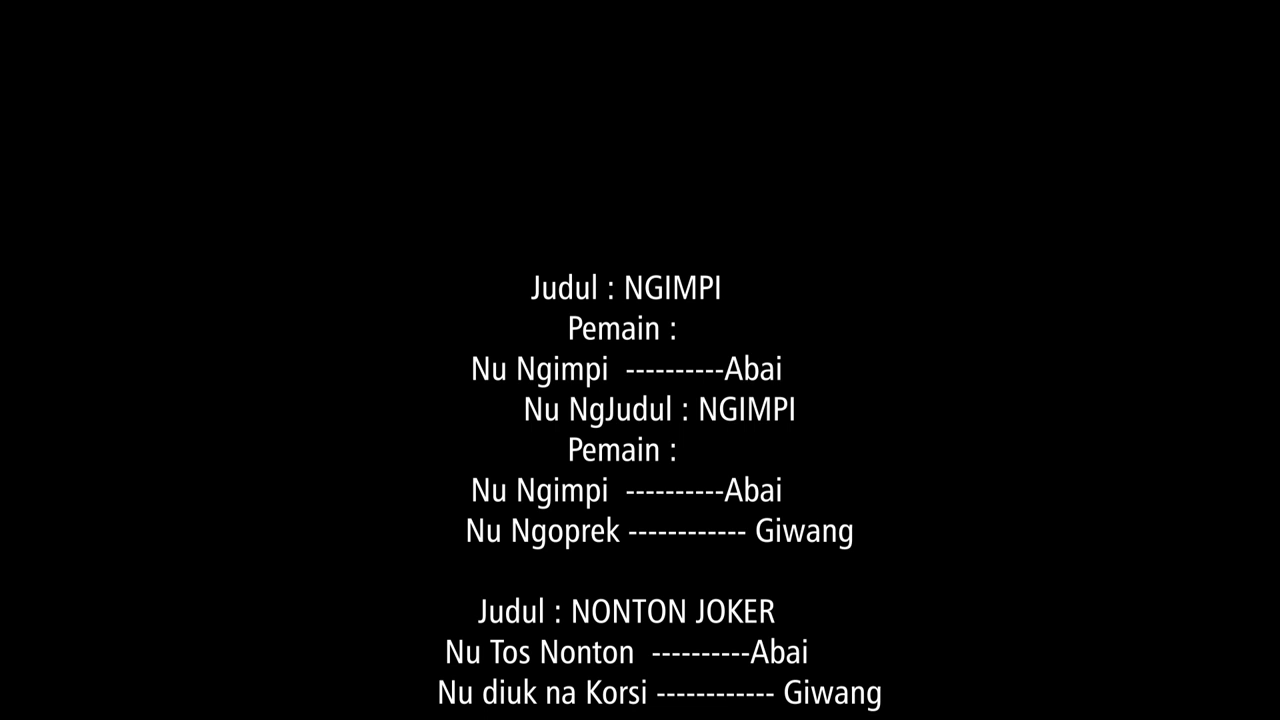 Judul : NGIMPI
Pemain :
Nu Ngimpi ----------Abai
Nu NgJudul : NGIMPI
Pemain :
Nu Ngimpi ----------Abai
Nu Ngoprek ------------ Giwang
Judul : NONTON JOKER
Nu Tos Nonton ----------Abai
Nu diuk na Korsi ------------ Giwang